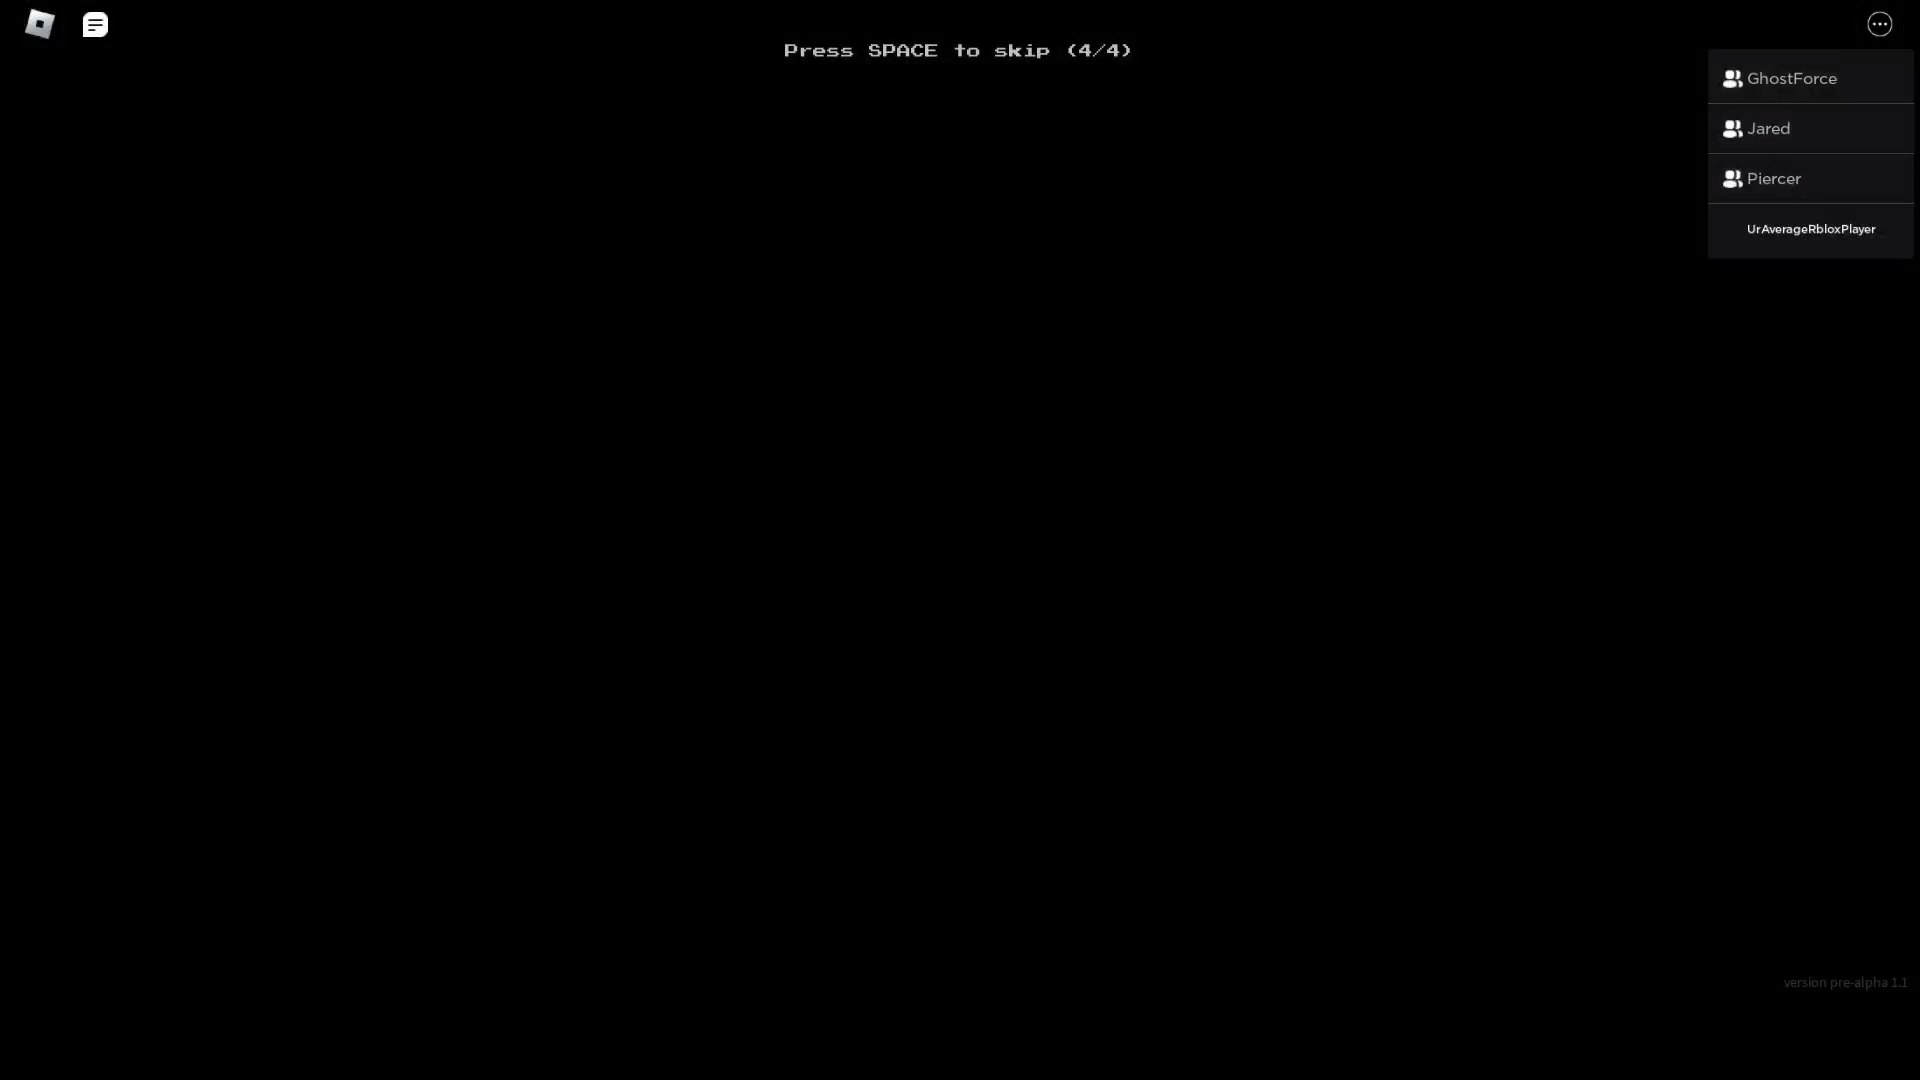 Press SPACE to skip (4/4)
GhostForce
Jared
Piercer
UrAverageRbloxPlayer
version pre-alpha 1.1